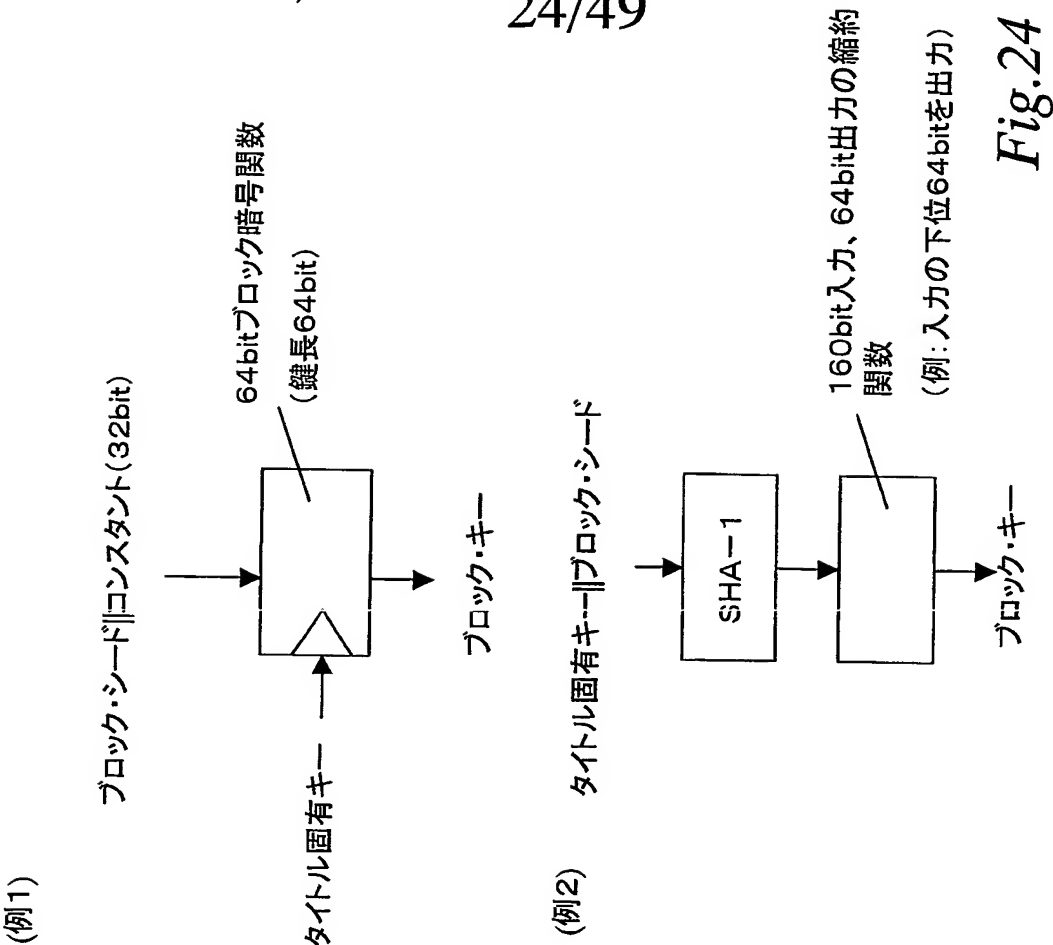 24/49
(例1)
ブロック・シード||コンスタント(32bit)
64bitブロック暗号関数
(鍵長64bit)
タイトル固有キー
ブロック・キー
(例2)
タイトル固有キー||ブロック・シード
SHA-1
160bit入力、64bit出力の縮約
関数
(例:入力の下位64bitを出力)
ブロック・キー
Fig.24